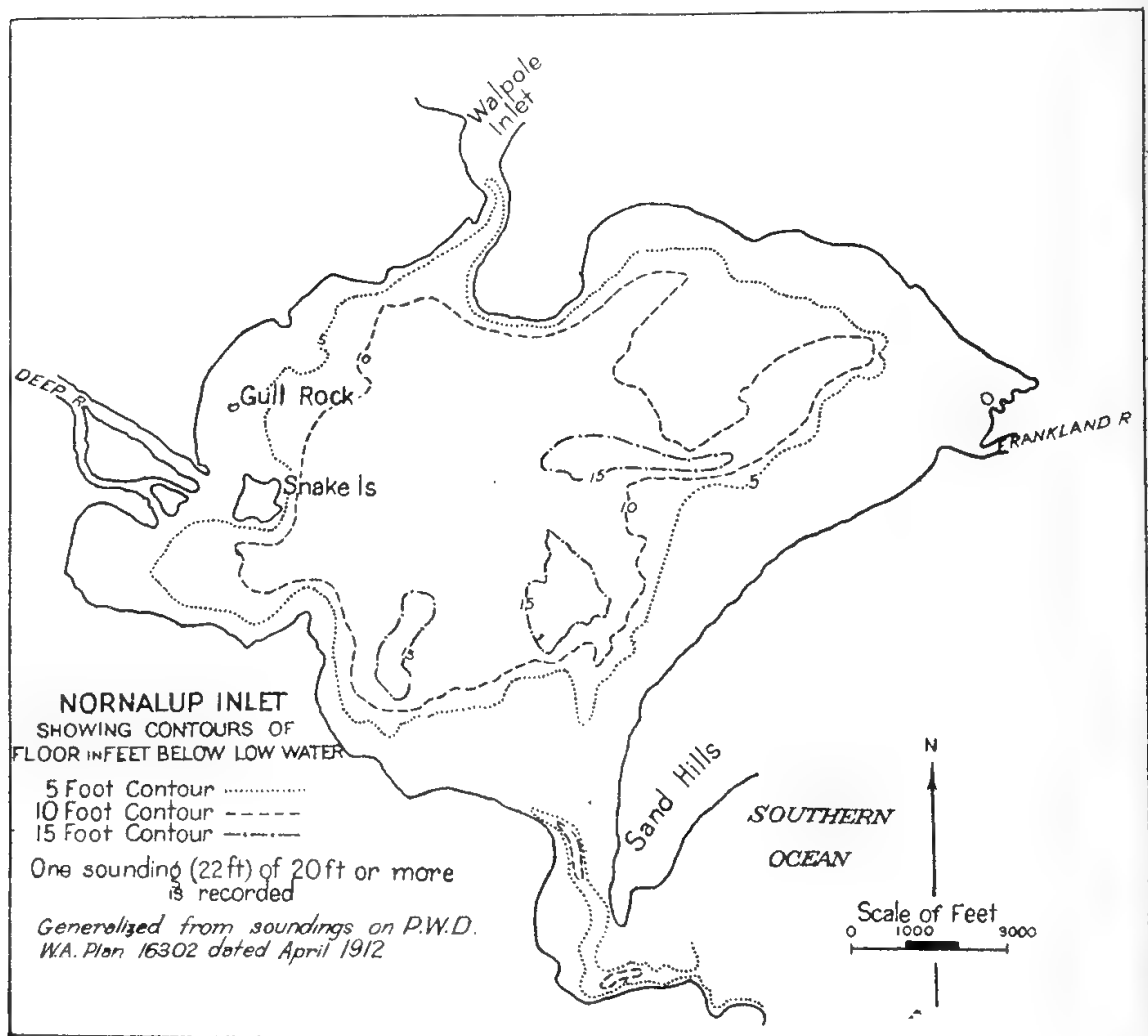 Walpole
Inlet
5
10
DEEP R
Gull Rock
Snake Is
FRANKLAND R
15
5
10
15
15
NORNALUP INLET
SHOWING CONTOURS OF
FLOOR IN FEET BELOW LOW WATER
5 Foot Contour
10 Foot Contour
15 Foot Contour
One sounding (22ft) of 20ft or more
is recorded
Generalized from soundings on P.W.D.
W.A. Plan 16302 dated April 1912
Sand Hills
SOUTHERN
OCEAN
N
Scale of Feet
0 1000 3000